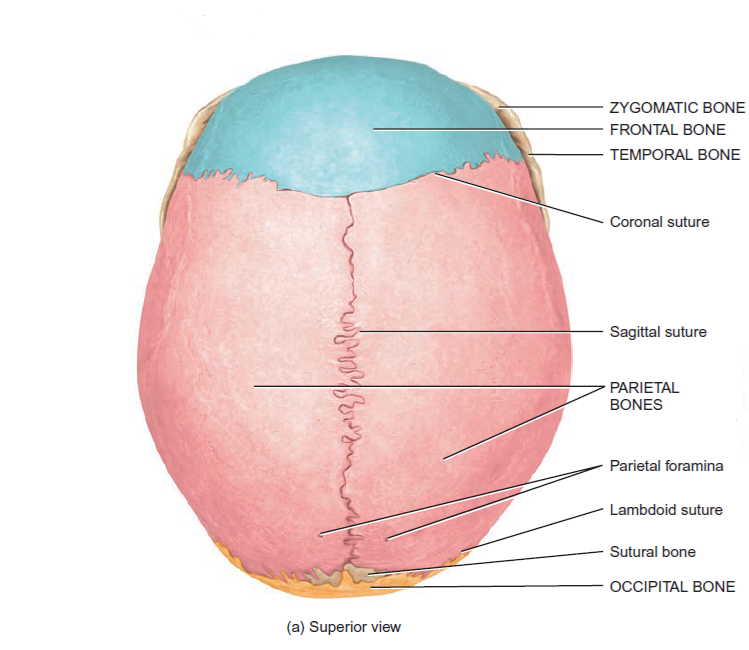 ZYGOMATIC BONE
FRONTAL BONE
TEMPORAL BONE
Coronal suture
Sagittal suture
PARIETAL
BONES
Parietal foramina
Lambdoid suture
Sutural bone
OCCIPITAL BONE
(a) Superior view